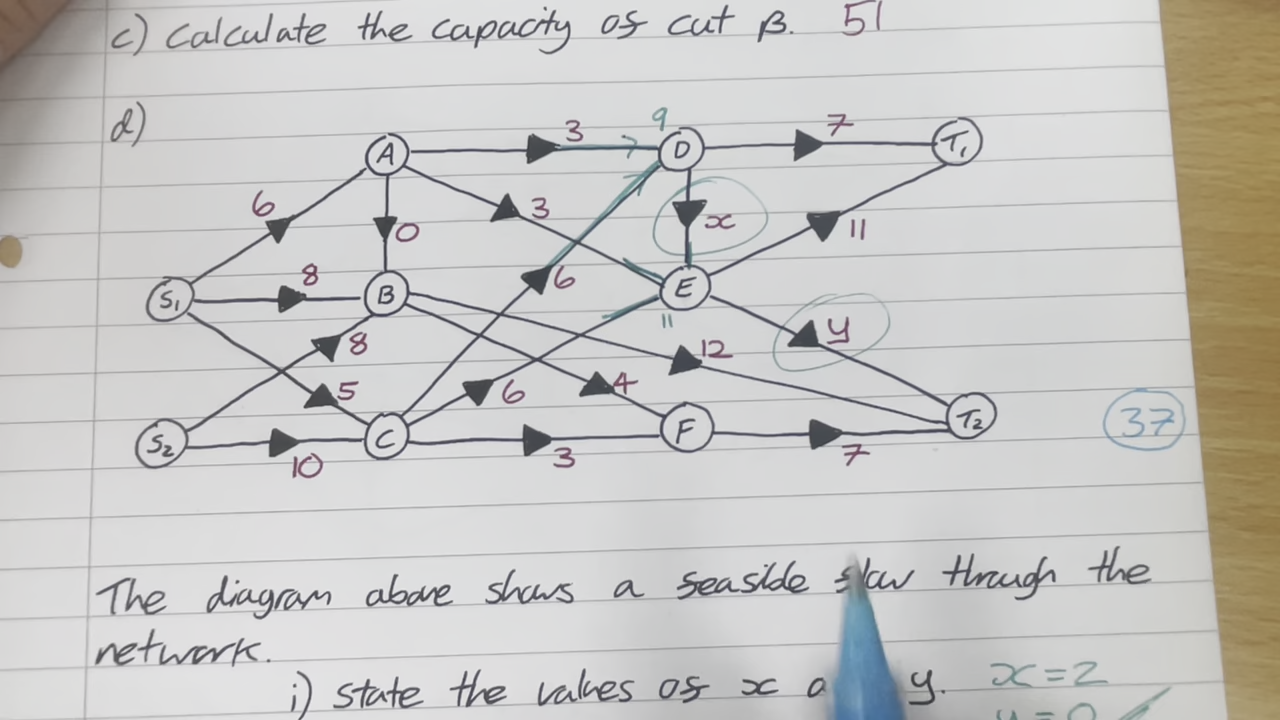 c) Calculate the capacity of cut β. 51
d)
9
3 7
A D T₁
6 3 x 11
0
8 6
S₁ B E
11 y
8 12
5 6 4
S₂ C F T₂ 37
10 3 7
The diagram above shows a seaside flow through the
network.
i) state the values of x a y. x=2
y=0